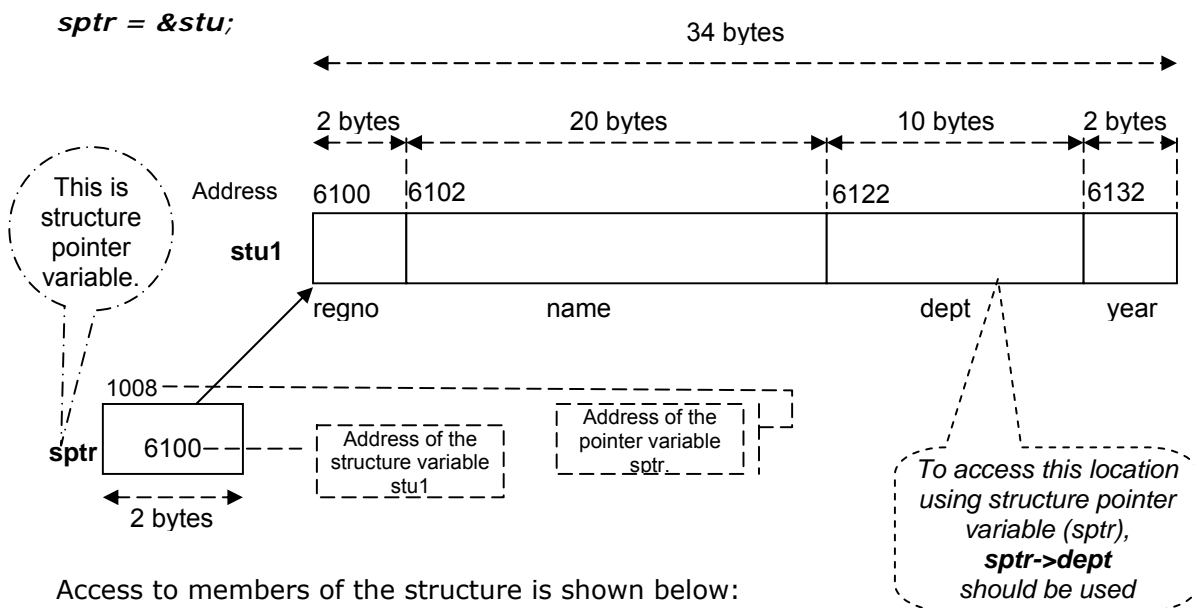 sptr = &stu;
34 bytes
2 bytes
20 bytes
10 bytes
2 bytes
This is
structure
pointer
variable.
Address
6100
6102
6122
6132
stu1
regno
name
dept
year
1008
sptr
6100
Address of the
structure variable
stu1
Address of the
pointer variable
sptr.
2 bytes
To access this location
using structure pointer
variable (sptr),
sptr->dept
should be used
Access to members of the structure is shown below: